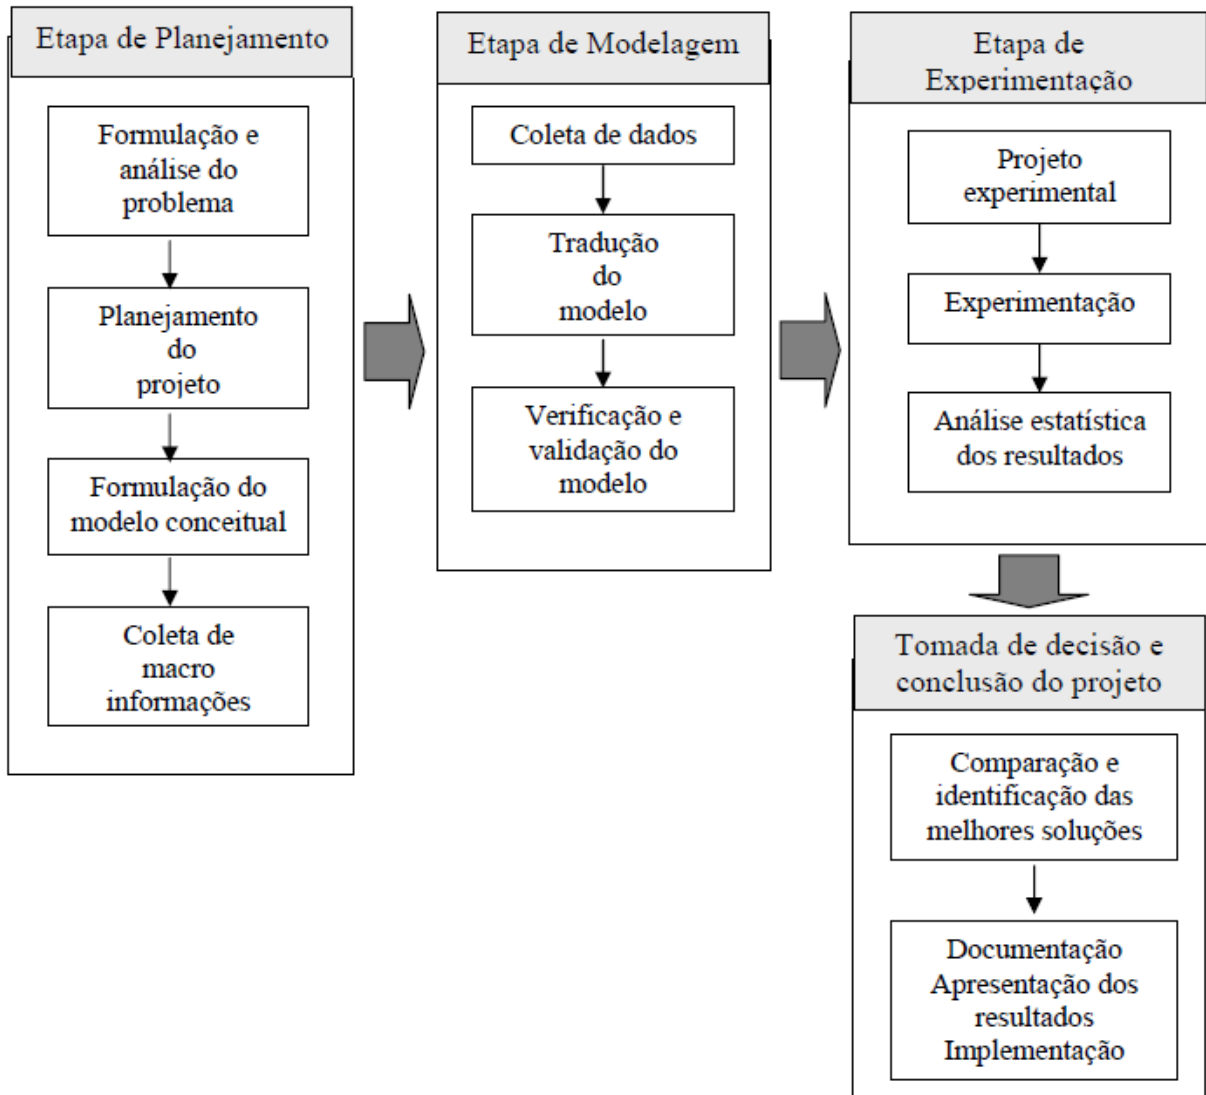 Etapa de Planejamento
Formulação e
análise do
problema
Planejamento
do
projeto
Formulação do
modelo conceitual
Coleta de
macro
informações
Etapa de Modelagem
Coleta de dados
Tradução
do
modelo
Verificação e
validação do
modelo
Etapa de
Experimentação
Projeto
experimental
Experimentação
Análise estatística
dos resultados
Tomada de decisão e
conclusão do projeto
Comparação e
identificação das
melhores soluções
Documentação
Apresentação dos
resultados
Implementação